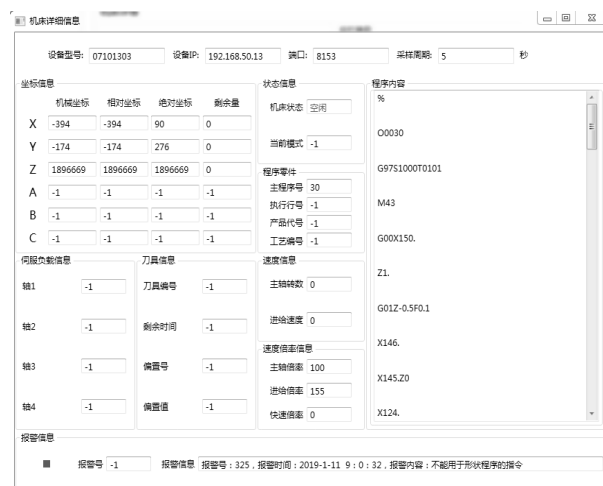 机床详细信息
设备型号: 07101303 设备IP: 192.168.50.13 端口: 8153 采样周期: 5 秒
坐标信息
机械坐标 相对坐标 绝对坐标 剩余量
X -394 -394 90 0
Y -174 -174 276 0
Z 1896669 1896669 1896669 0
A -1 -1 -1 -1
B -1 -1 -1 -1
C -1 -1 -1 -1
状态信息
机床状态 空闲
当前模式 -1
程序零件
主程序号 30
执行行号 -1
产品代号 -1
工艺编号 -1
程序内容
%
O0030
G97S1000T0101
M43
G00X150.
Z1.
G01Z-0.5F0.1
X146.
X145.Z0
X124.
伺服负载信息
轴1 -1
轴2 -1
轴3 -1
轴4 -1
刀具信息
刀具编号 -1
剩余时间 -1
偏置号 -1
偏置值 -1
速度信息
主轴转数 0
进给速度 0
速度倍率信息
主轴倍率 100
进给倍率 155
快速倍率 0
报警信息
报警号 -1 报警信息 报警号：325，报警时间：2019-1-11 9：0：32，报警内容：不能用于形状程序的指令